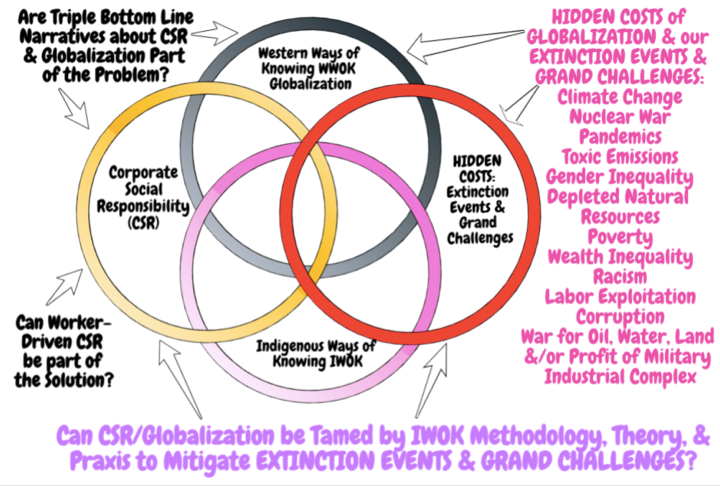 Are Triple Bottom Line
Narratives about CSR
& Globalization Part
of the Problem?
Western Ways of
Knowing WWOK
Globalization
HIDDEN COSTS of
GLOBALIZATION & our
EXTINCTION EVENTS &
GRAND CHALLENGES:
Climate Change
Nuclear War
Pandemics
Toxic Emissions
Gender Inequality
Depleted Natural
Resources
Poverty
Wealth Inequality
Racism
Labor Exploitation
Corruption
War for Oil, Water, Land
&/or Profit of Military
Industrial Complex
Corporate
Social
Responsibility
(CSR)
HIDDEN
COSTS:
Extinction
Events &
Grand
Challenges
Can Worker-
Driven CSR
be part of
the Solution?
Indigenous Ways of
Knowing IWOK
Can CSR/Globalization be Tamed by IWOK Methodology, Theory, &
Praxis to Mitigate EXTINCTION EVENTS & GRAND CHALLENGES?